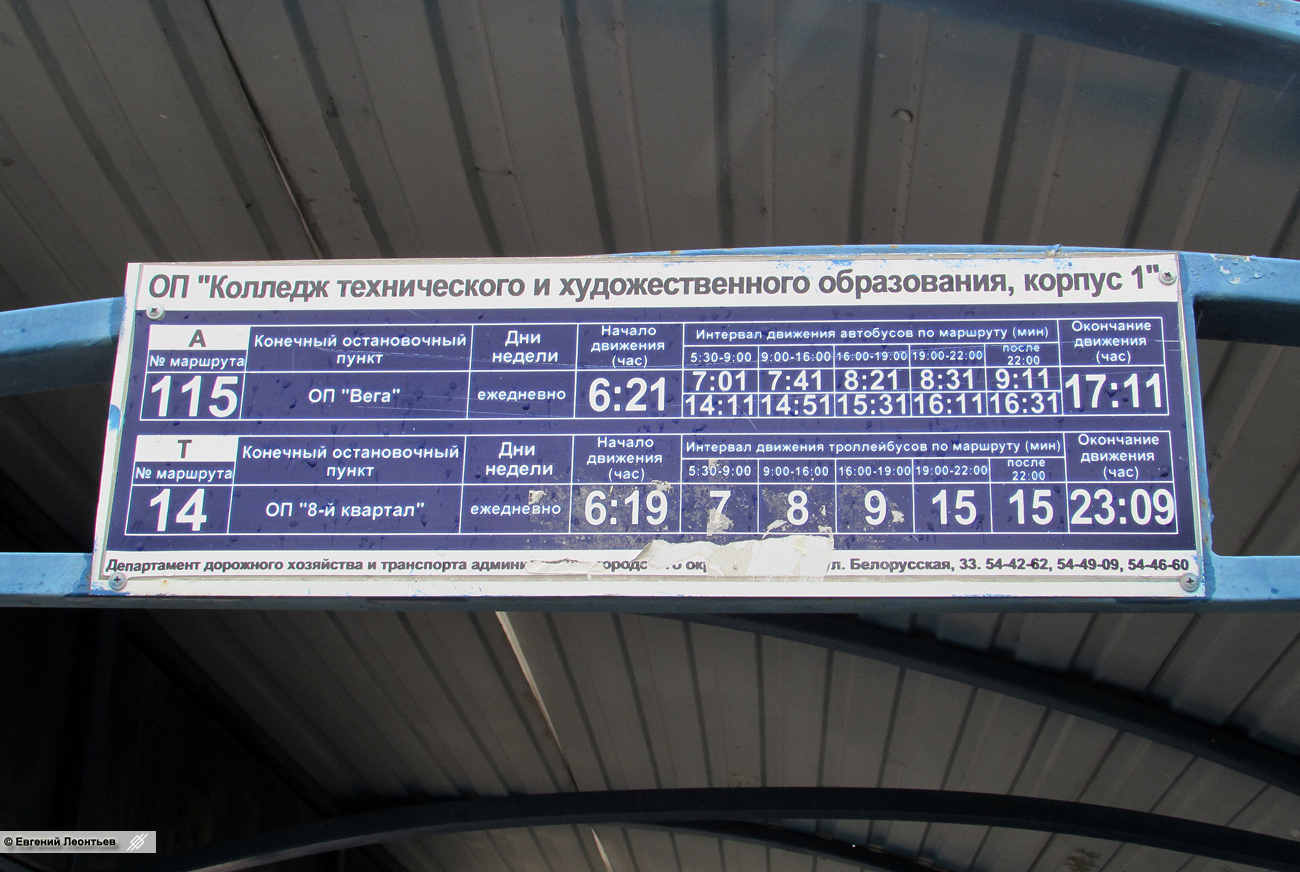 ОП "Колледж технического и художественного образования, корпус 1"
А
№ маршрута
Конечный остановочный пункт
Дни недели
Начало движения (час)
Интервал движения автобусов по маршруту (мин)
5:30-9:00 9:00-16:00 16:00-19:00 19:00-22:00 после 22:00
Окончание движения (час)
115 ОП "Вега" ежедневно 6:21
7:01 7:41 8:21 8:31 9:11
14:11 14:51 15:31 16:11 16:31
17:11
Т
№ маршрута
Конечный остановочный пункт
Дни недели
Начало движения (час)
Интервал движения троллейбусов по маршруту (мин)
5:30-9:00 9:00-16:00 16:00-19:00 19:00-22:00 после 22:00
Окончание движения (час)
14 ОП "8-й квартал" ежедневно 6:19 7 8 9 15 15 23:09
Департамент дорожного хозяйства и транспорта Белорусская, 33. 54-42-62, 54-49-09, 54-46-60
© Евгений Леонтьев